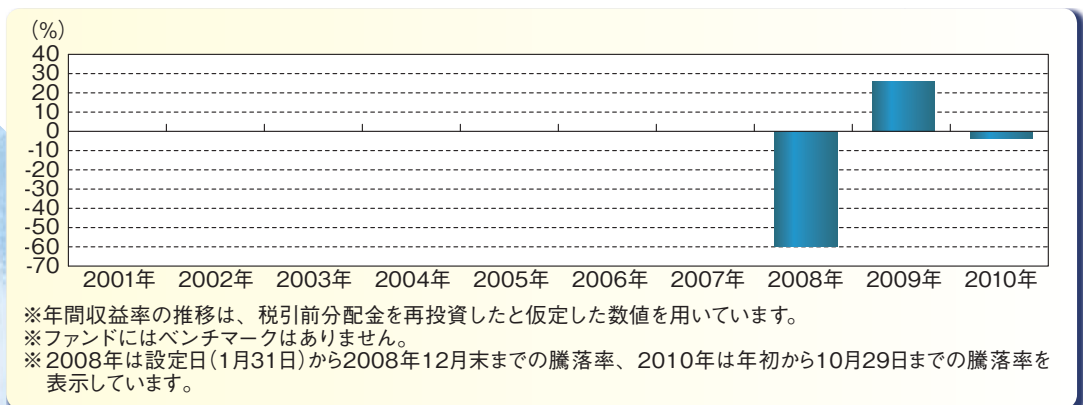 (%)
40
30
20
10
0
-10
-20
-30
-40
-50
-60
-70
2001年 2002年 2003年 2004年 2005年 2006年 2007年 2008年 2009年 2010年
※年間収益率の推移は、税引前分配金を再投資したと仮定した数値を用いています。
※ファンドにはベンチマークはありません。
※2008年は設定日(1月31日)から2008年12月末までの騰落率、2010年は年初から10月29日までの騰落率を
表示しています。